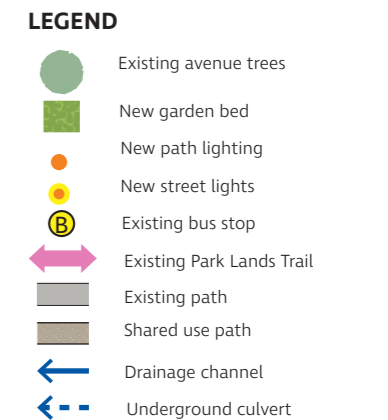 LEGEND
Existing avenue trees
New garden bed
New path lighting
New street lights
B Existing bus stop
Existing Park Lands Trail
Existing path
Shared use path
Drainage channel
Underground culvert